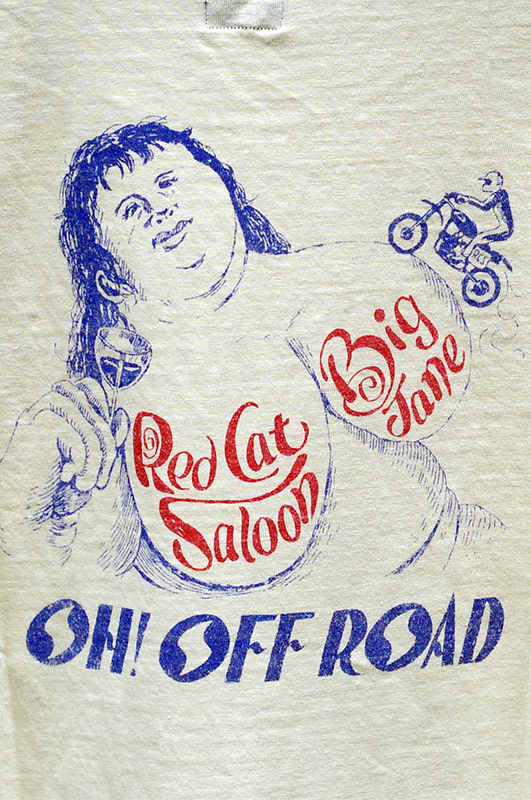 Big
Jane
Red Cat
Saloon
OH! OFF ROAD